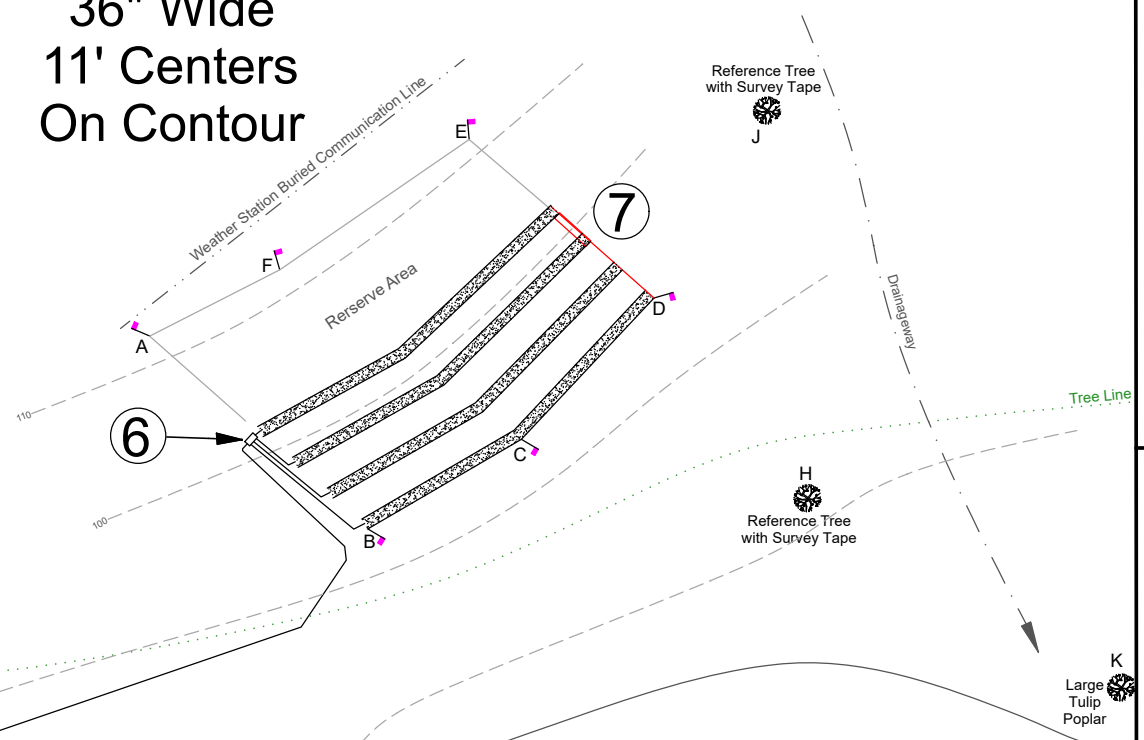 36" Wide
11' Centers
On Contour
Weather Station Buried Communication Line
Reference Tree
with Survey Tape
J
E
7
F
Rerserve Area
D
A
Drainageway
110
6
Tree Line
C
H
100
Reference Tree
with Survey Tape
B
K
Large
Tulip
Poplar